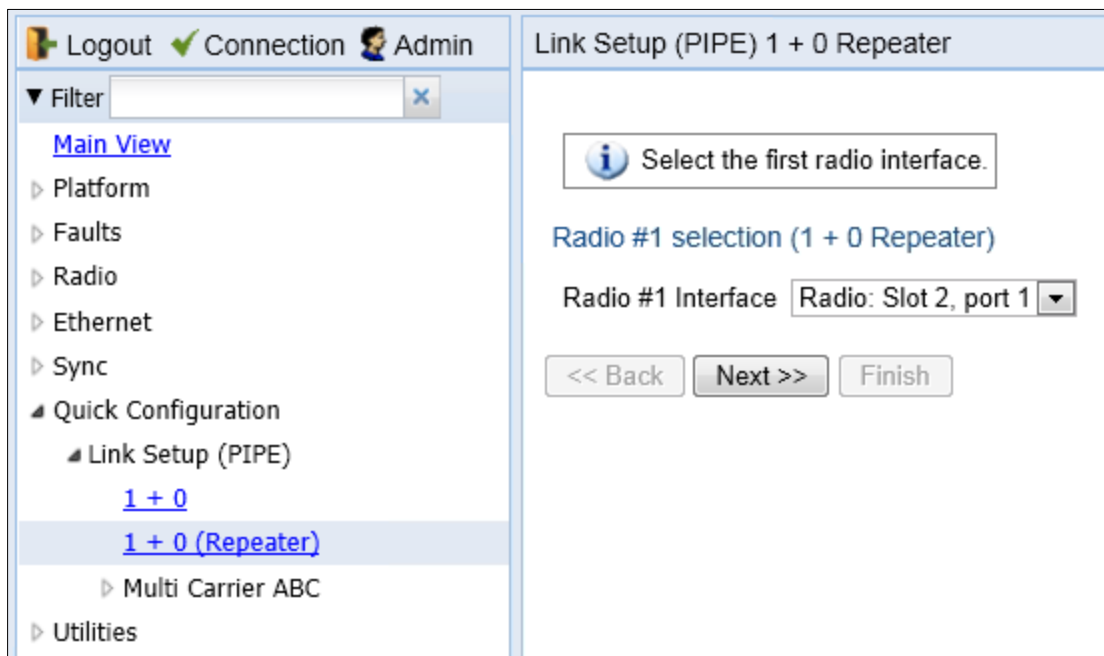 Logout Connection Admin
Filter
Main View
Platform
Faults
Radio
Ethernet
Sync
Quick Configuration
Link Setup (PIPE)
1 + 0
1 + 0 (Repeater)
Multi Carrier ABC
Utilities
Link Setup (PIPE) 1 + 0 Repeater
Select the first radio interface.
Radio #1 selection (1 + 0 Repeater)
Radio #1 Interface Radio: Slot 2, port 1
<< Back Next >> Finish